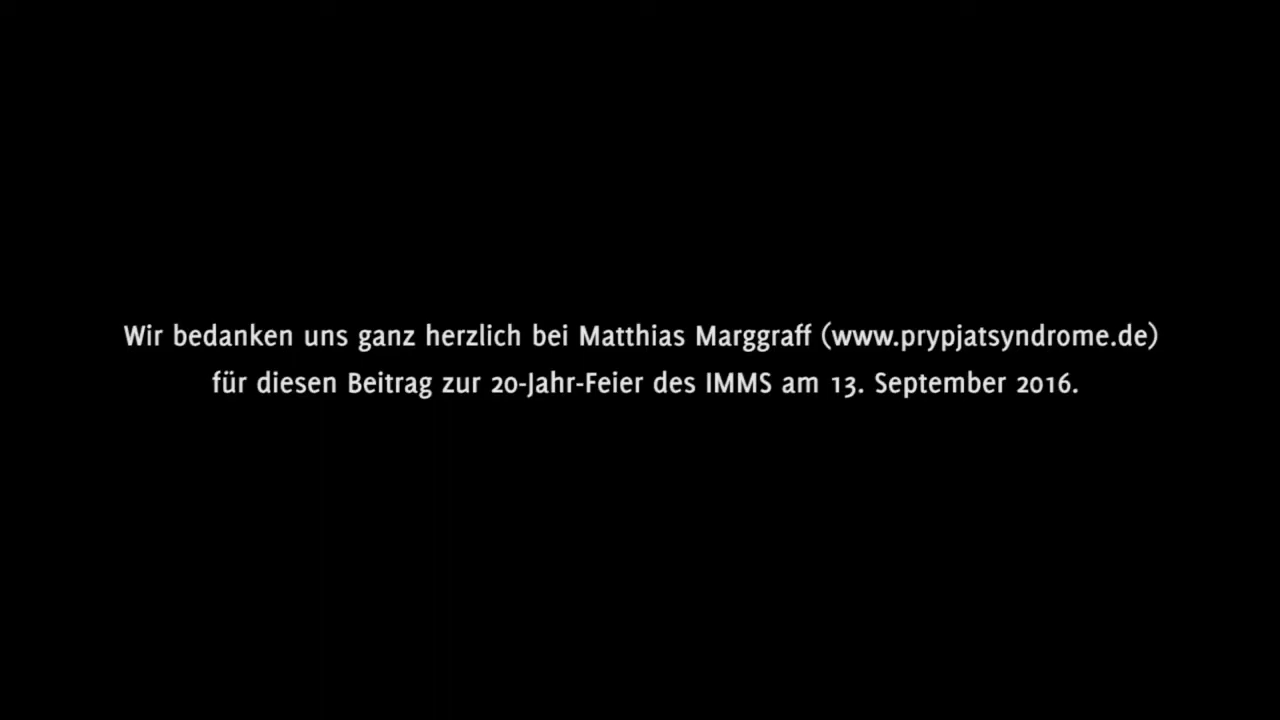 Wir bedanken uns ganz herzlich bei Matthias Marggraff (www.prypjatsyndrome.de)
für diesen Beitrag zur 20-Jahr-Feier des IMMS am 13. September 2016.